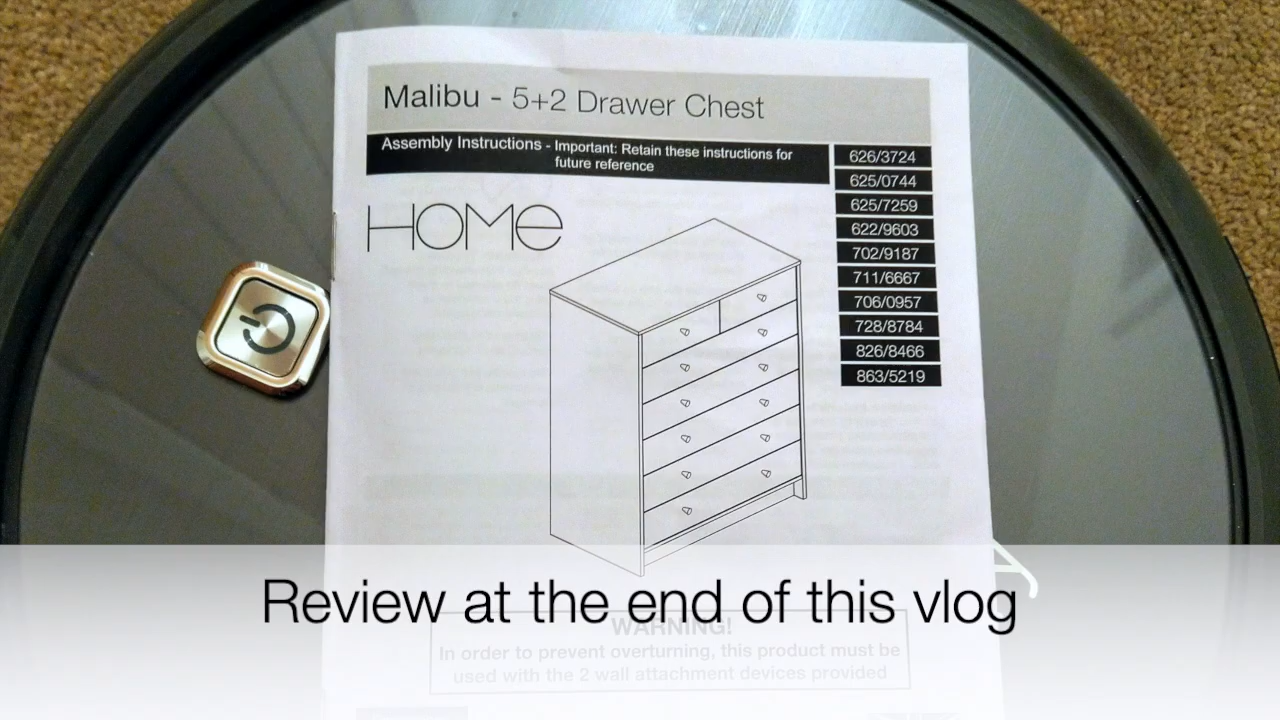 Malibu - 5+2 Drawer Chest
Assembly Instructions - Important: Retain these instructions for
future reference
HOME
626/3724
625/0744
625/7259
622/9603
702/9187
711/6667
706/0957
728/8784
826/8466
863/5219
Review at the end of this vlog
WARNING!
In order to prevent overturning, this product must be
used with the 2 wall attachment devices provided